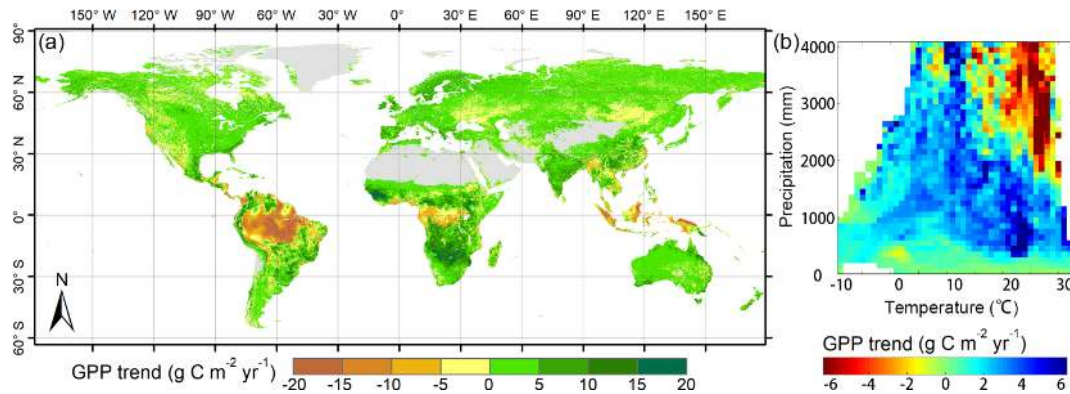 150° W 120° W 90° W 60° W 30° W 0° 30° E 60° E 90° E 120° E 150° E
(a)
90°
60° N
30° N
0°
30° S
60° S
N
GPP trend (g C m⁻² yr⁻¹)
-20 -15 -10 -5 0 5 10 15 20
(b)
Precipitation (mm)
4000
3000
2000
1000
0
-10 0 10 20 30
Temperature (℃)
GPP trend (g C m⁻² yr⁻¹)
-6 -4 -2 0 2 4 6